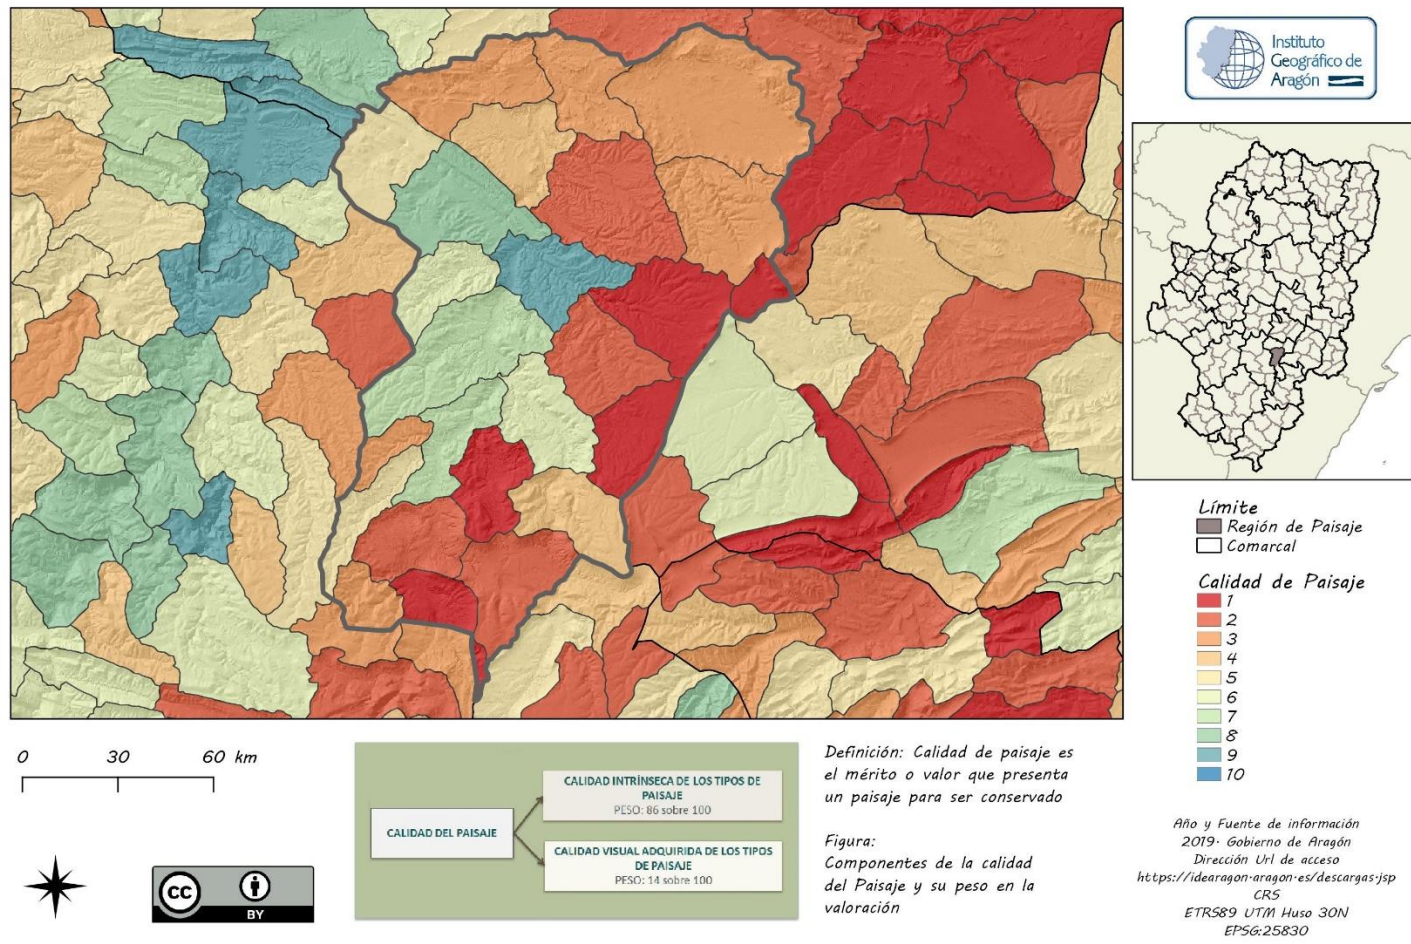 Instituto
Geográfico de
Aragón
Límite
Región de Paisaje
Comarcal
Calidad de Paisaje
1
2
3
4
5
6
7
8
9
10
0 30 60 km
CALIDAD DEL PAISAJE
CALIDAD INTRÍNSECA DE LOS TIPOS DE
PAISAJE
PESO: 86 sobre 100
CALIDAD VISUAL ADQUIRIDA DE LOS TIPOS
DE PAISAJE
PESO: 14 sobre 100
Definición: Calidad de paisaje es
el mérito o valor que presenta
un paisaje para ser conservado
Figura:
Componentes de la calidad
del Paisaje y su peso en la
valoración
Año y Fuente de información
2019· Gobierno de Aragón
Dirección Url de acceso
https://idearagon·aragon·es/descargas·jsp
CRS
ETRS89 UTM Huso 30N
EPSG:25830
cc
BY